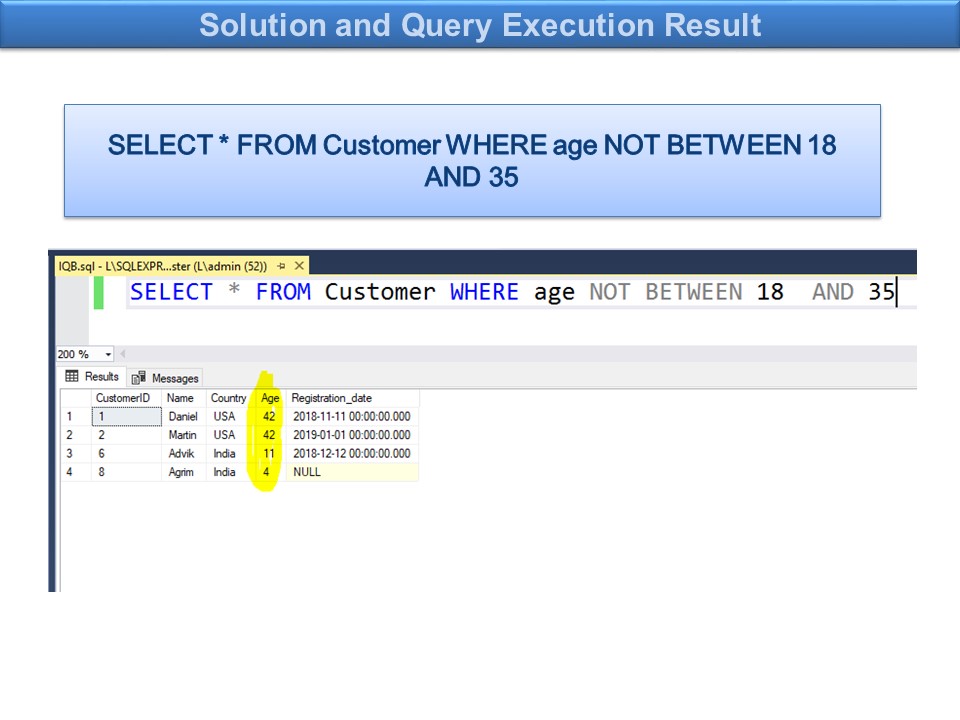 Solution and Query Execution Result
SELECT * FROM Customer WHERE age NOT BETWEEN 18
AND 35
IQB.sql - L\SQLEXPR...ster (L\admin (52))
SELECT * FROM Customer WHERE age NOT BETWEEN 18 AND 35
200 %
Results Messages
CustomerID Name Country Age Registration_date
1 1 Daniel USA 42 2018-11-11 00:00:00.000
2 2 Martin USA 42 2019-01-01 00:00:00.000
3 6 Advik India 11 2018-12-12 00:00:00.000
4 8 Agrim India 4 NULL